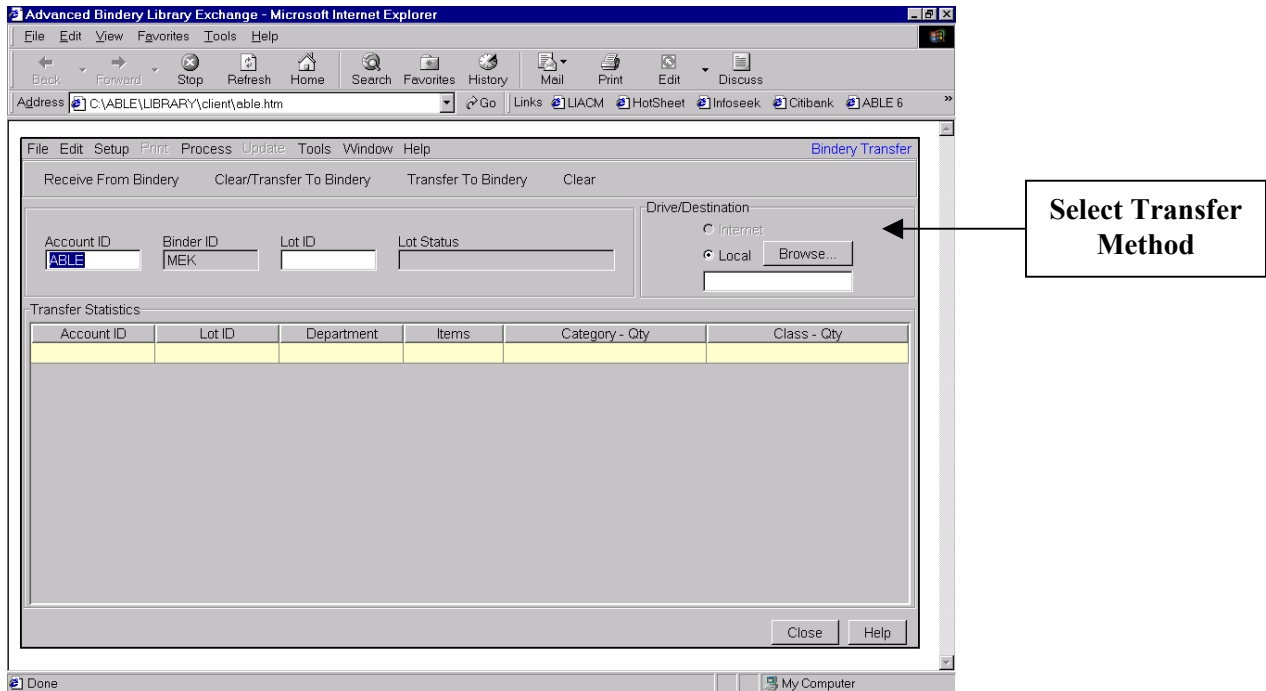 Advanced Bindery Library Exchange - Microsoft Internet Explorer
File Edit View Favorites Tools Help
Back Forward Stop Refresh Home Search Favorites History Mail Print Edit Discuss
Address C:\ABLE\LIBRARY\client\able.htm Go Links LIACM HotSheet Infoseek Citibank ABLE 6 »
File Edit Setup Print Process Update Tools Window Help Bindery Transfer
Receive From Bindery Clear/Transfer To Bindery Transfer To Bindery Clear
Drive/Destination
Internet
Account ID Binder ID Lot ID Lot Status
ABLE MEK
Local Browse...
Select Transfer
Method
Transfer Statistics
Account ID Lot ID Department Items Category - Qty Class - Qty
Close Help
Done My Computer